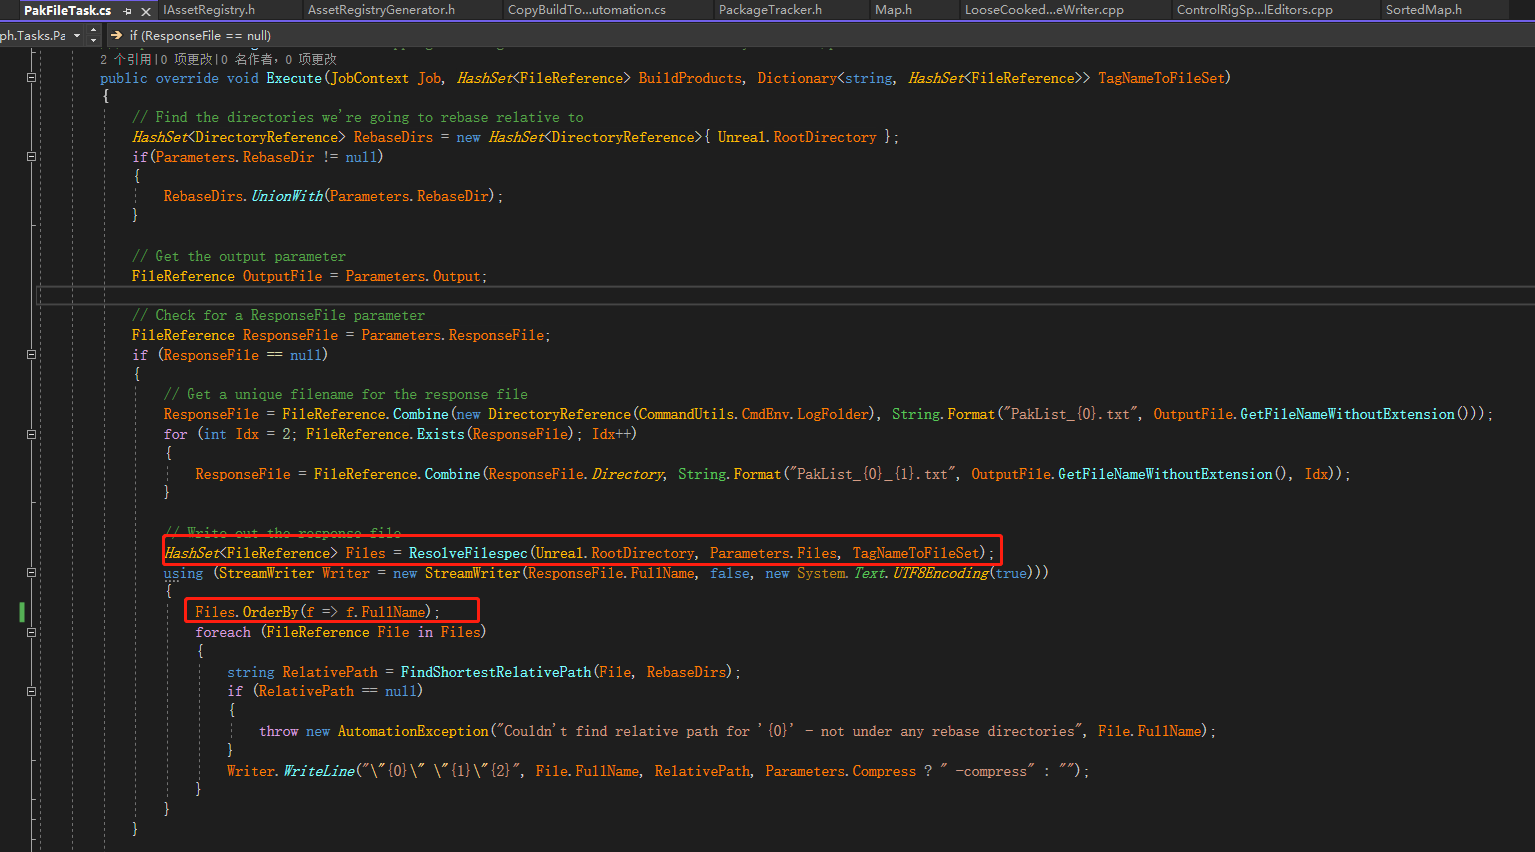 PakFileTask.cs
IAssetRegistry.h
AssetRegistryGenerator.h
CopyBuildTo...utomation.cs
PackageTracker.h
Map.h
LooseCooked...eWriter.cpp
ControlRigSp...lEditors.cpp
SortedMap.h
ph.Tasks.Pa
if (ResponseFile == null)
2 个引用|0 项更改|0 名作者, 0 项更改
public override void Execute(JobContext Job, HashSet<FileReference> BuildProducts, Dictionary<string, HashSet<FileReference>> TagNameToFileSet)
{
// Find the directories we're going to rebase relative to
HashSet<DirectoryReference> RebaseDirs = new HashSet<DirectoryReference>{ Unreal.RootDirectory };
if(Parameters.RebaseDir != null)
{
RebaseDirs.UnionWith(Parameters.RebaseDir);
}
// Get the output parameter
FileReference OutputFile = Parameters.Output;
// Check for a ResponseFile parameter
FileReference ResponseFile = Parameters.ResponseFile;
if (ResponseFile == null)
{
// Get a unique filename for the response file
ResponseFile = FileReference.Combine(new DirectoryReference(CommandUtils.CmdEnv.LogFolder), String.Format("PakList_{0}.txt", OutputFile.GetFileNameWithoutExtension()));
for (int Idx = 2; FileReference.Exists(ResponseFile); Idx++)
{
ResponseFile = FileReference.Combine(ResponseFile.Directory, String.Format("PakList_{0}_{1}.txt", OutputFile.GetFileNameWithoutExtension(), Idx));
}
// Write out the response file
HashSet<FileReference> Files = ResolveFilespec(Unreal.RootDirectory, Parameters.Files, TagNameToFileSet);
using (StreamWriter Writer = new StreamWriter(ResponseFile.FullName, false, new System.Text.UTF8Encoding(true)))
{
Files.OrderBy(f => f.FullName);
foreach (FileReference File in Files)
{
string RelativePath = FindShortestRelativePath(File, RebaseDirs);
if (RelativePath == null)
{
throw new AutomationException("Couldn't find relative path for '{0}' - not under any rebase directories", File.FullName);
}
Writer.WriteLine("\"{0}\" \"{1}\"{2}", File.FullName, RelativePath, Parameters.Compress ? " -compress" : "");
}
}
}